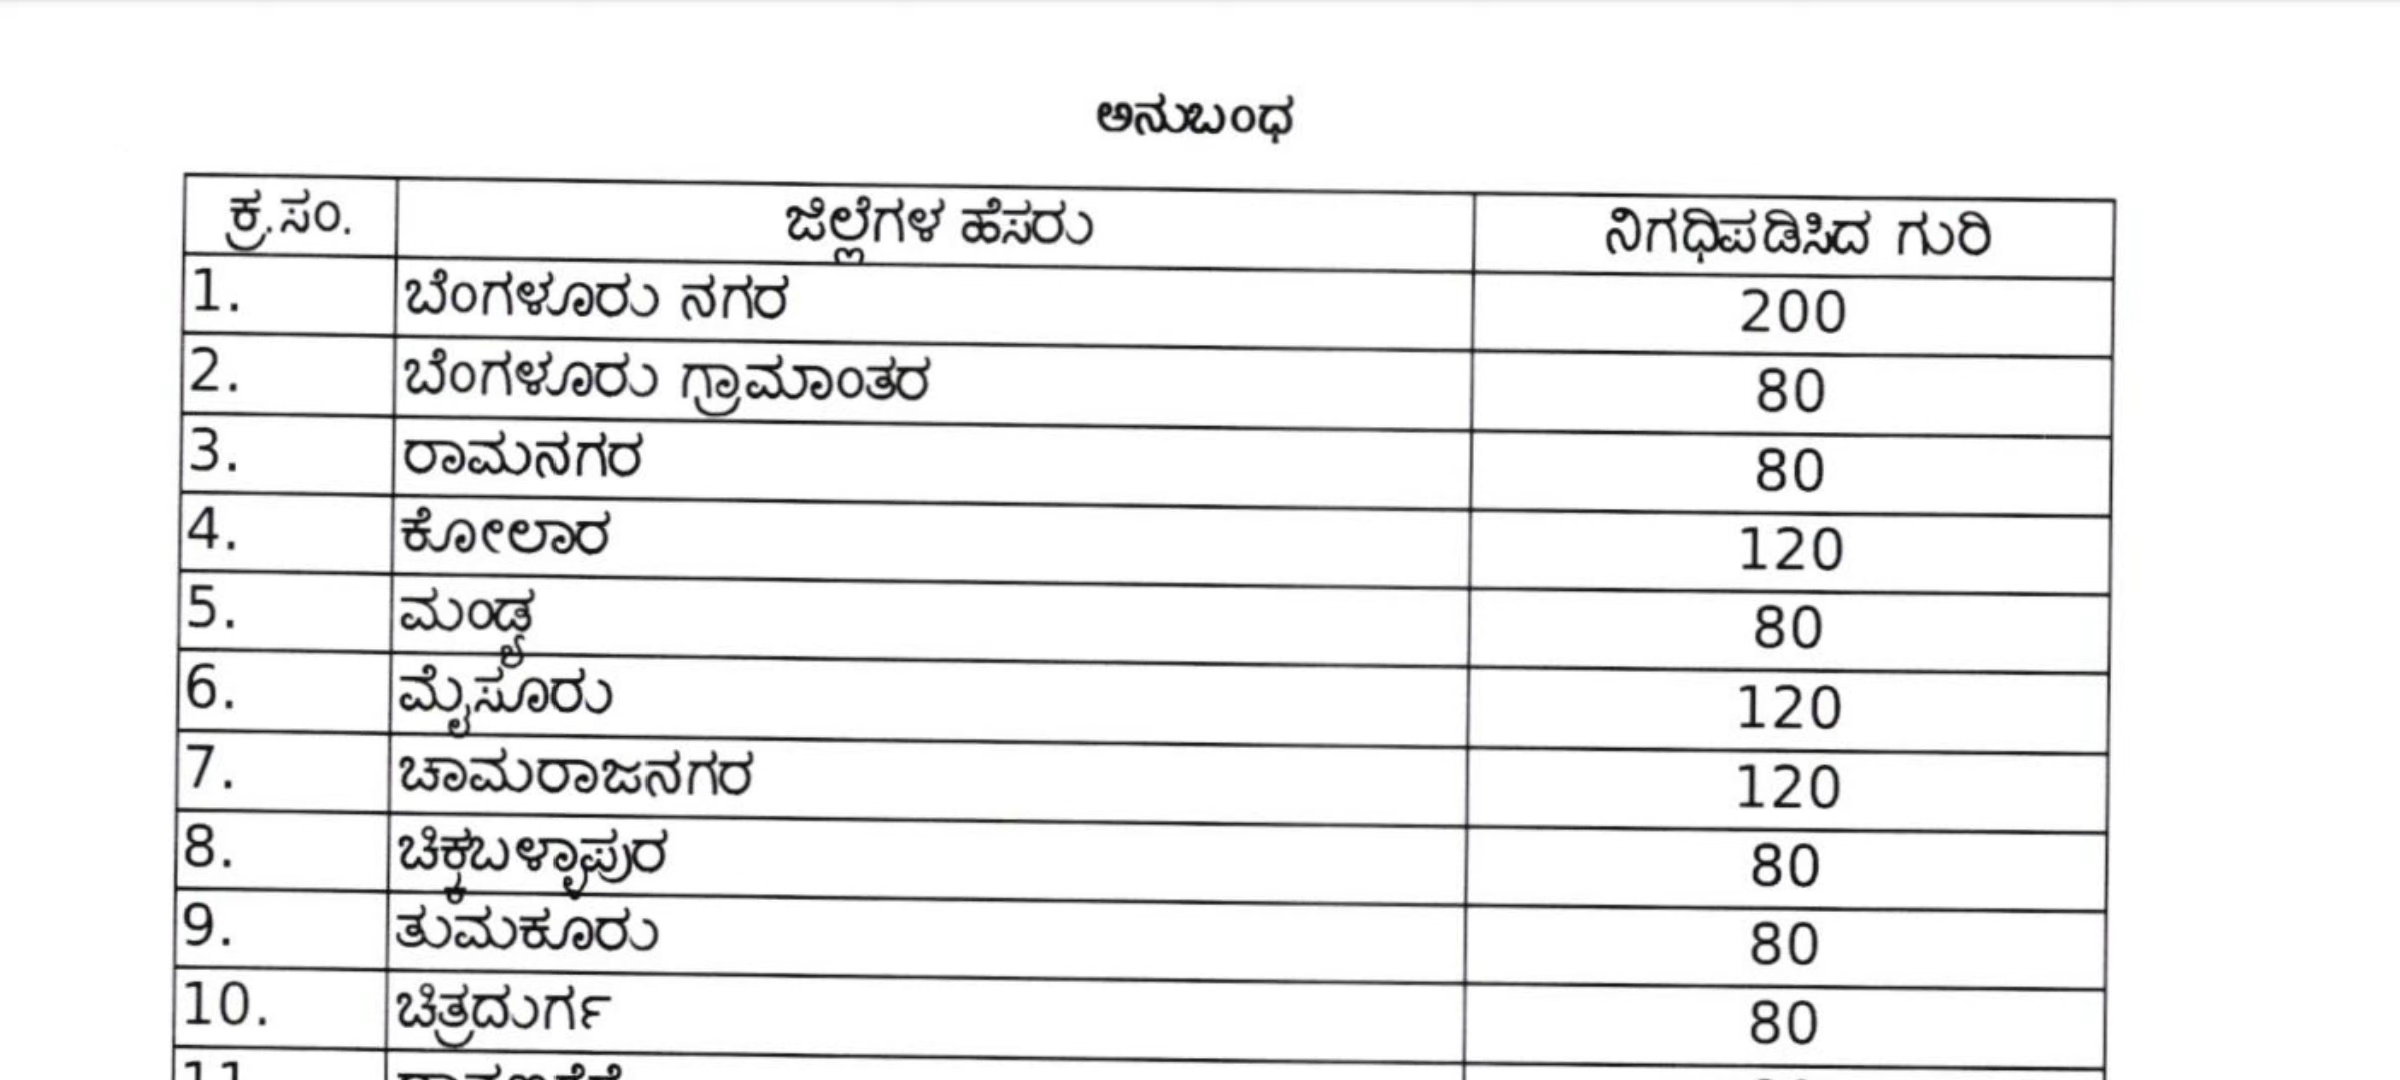 ಅನುಬಂಧ
ಕ್ರ.ಸಂ. ಜಿಲ್ಲೆಗಳ ಹೆಸರು ನಿಗಧಿಪಡಿಸಿದ ಗುರಿ
1. ಬೆಂಗಳೂರು ನಗರ 200
2. ಬೆಂಗಳೂರು ಗ್ರಾಮಾಂತರ 80
3. ರಾಮನಗರ 80
4. ಕೋಲಾರ 120
5. ಮಂಡ್ಯ 80
6. ಮೈಸೂರು 120
7. ಚಾಮರಾಜನಗರ 120
8. ಚಿಕ್ಕಬಳ್ಳಾಪುರ 80
9. ತುಮಕೂರು 80
10. ಚಿತ್ರದುರ್ಗ 80